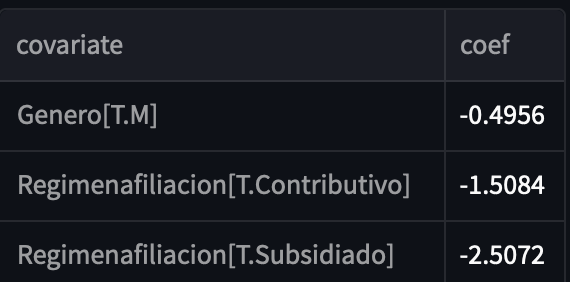 covariate coef
Genero[T.M] -0.4956
Regimenafiliacion[T.Contributivo] -1.5084
Regimenafiliacion[T.Subsidiado] -2.5072